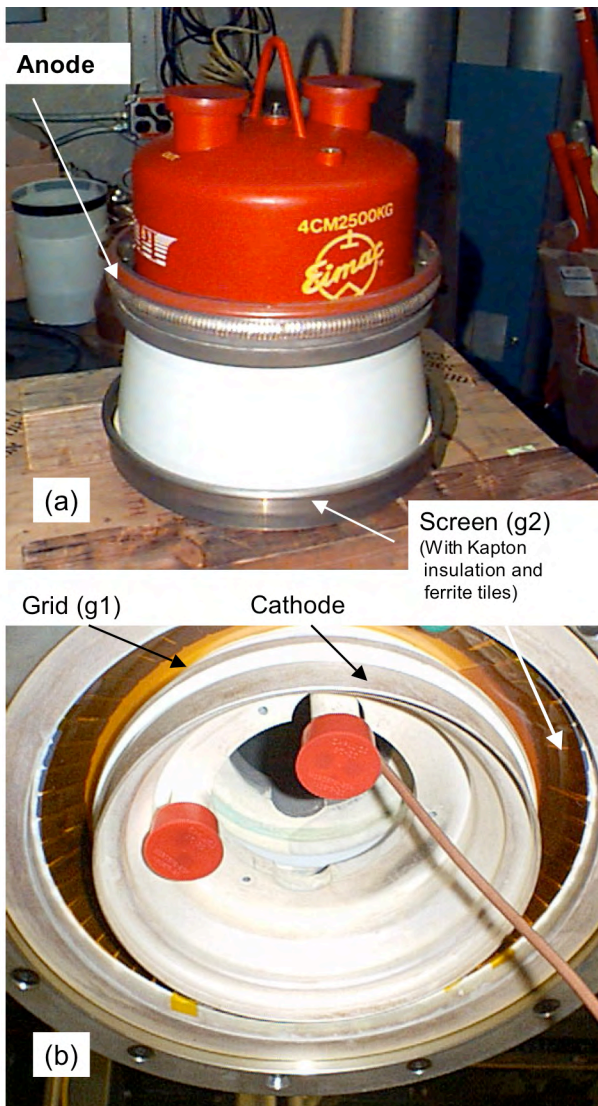 Anode
4CM2500KG
Eimac
(a)
Screen (g2)
(With Kapton
insulation and
ferrite tiles)
Grid (g1)
Cathode
(b)